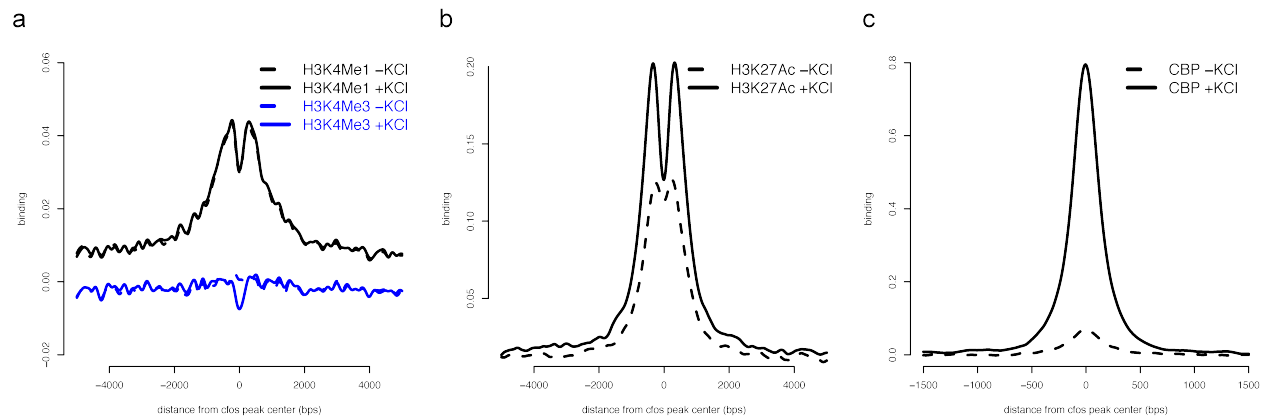 a
0.06
0.04
0.02
0.00
−0.02
binding
H3K4Me1 −KCl
H3K4Me1 +KCl
H3K4Me3 −KCl
H3K4Me3 +KCl
−4000 −2000 0 2000 4000
distance from cfos peak center (bps)
b
0.20
0.15
0.10
0.05
binding
H3K27Ac −KCl
H3K27Ac +KCl
−4000 −2000 0 2000 4000
distance from cfos peak center (bps)
c
0.8
0.6
0.4
0.2
0.0
binding
CBP −KCl
CBP +KCl
−1500 −1000 −500 0 500 1000 1500
distance from cfos peak center (bps)